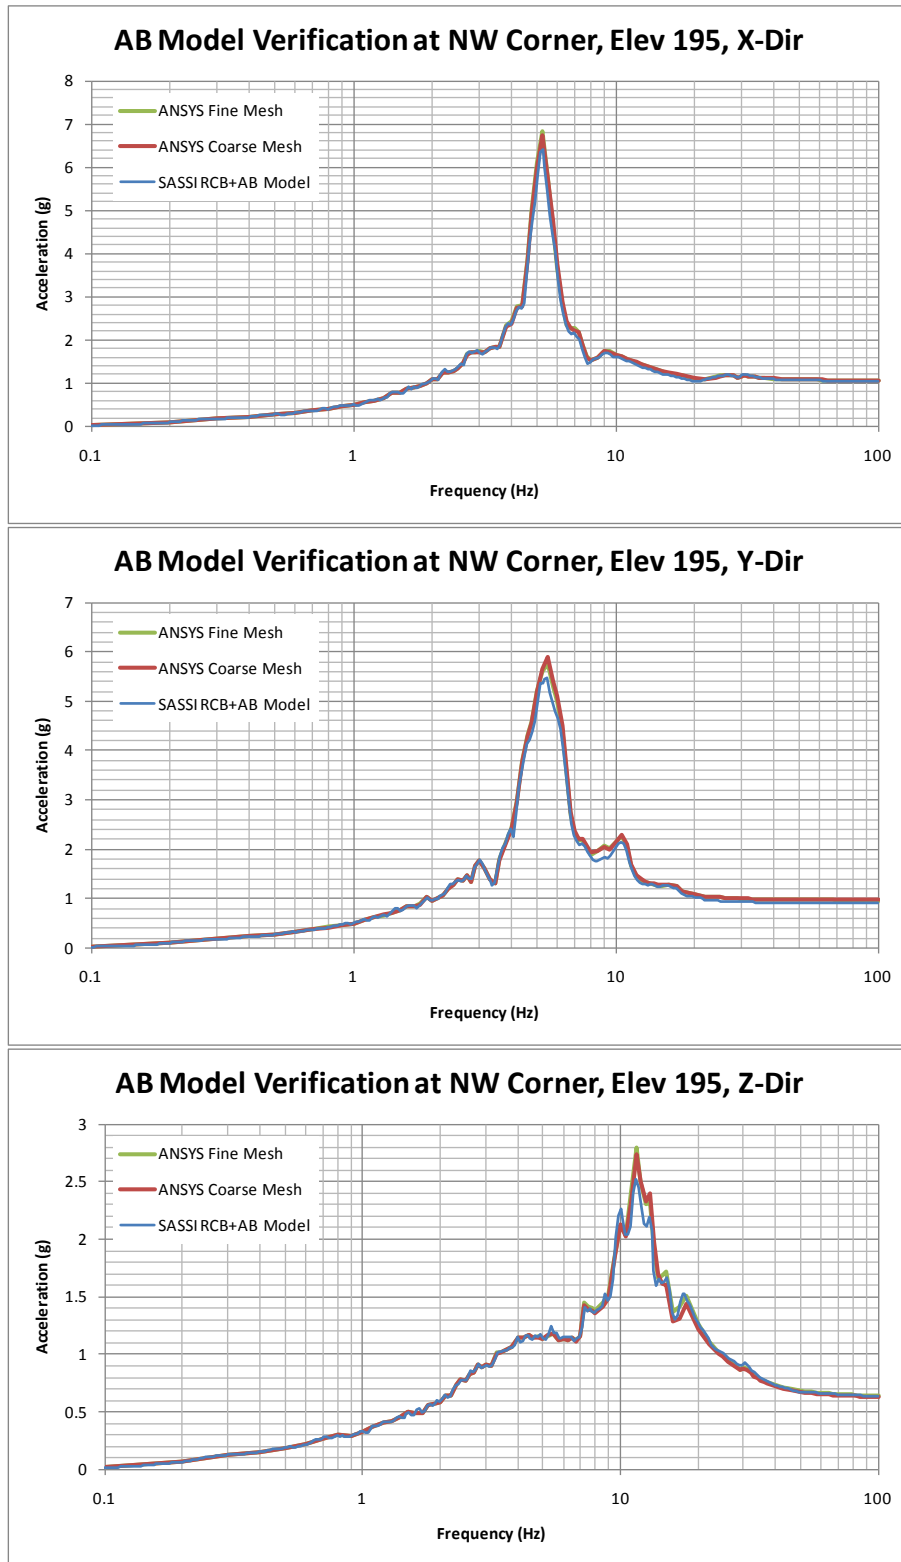 AB Model Verification at NW Corner, Elev 195, X-Dir
8
7
6
5
4
3
2
1
0
Acceleration (g)
ANSYS Fine Mesh
ANSYS Coarse Mesh
SASSI RCB+AB Model
0.1
1
10
100
Frequency (Hz)
AB Model Verification at NW Corner, Elev 195, Y-Dir
7
6
5
4
3
2
1
0
Acceleration (g)
ANSYS Fine Mesh
ANSYS Coarse Mesh
SASSI RCB+AB Model
0.1
1
10
100
Frequency (Hz)
AB Model Verification at NW Corner, Elev 195, Z-Dir
3
2.5
2
1.5
1
0.5
0
Acceleration (g)
ANSYS Fine Mesh
ANSYS Coarse Mesh
SASSI RCB+AB Model
0.1
1
10
100
Frequency (Hz)